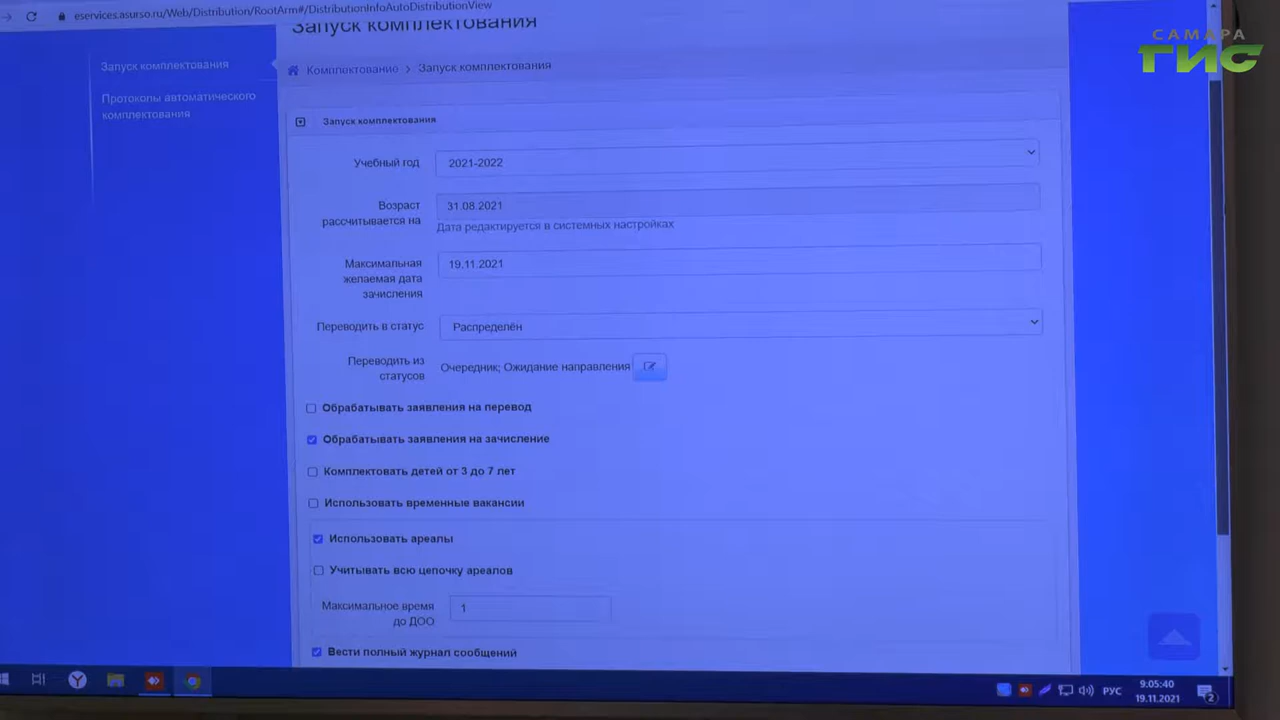 eservices.asurso.ru/Web/Distribution/RootArm#/DistributionInfoAutoDistributionView
САМАРА
ГИС
Запуск комплектования
Запуск комплектования
Протоколы автоматического
комплектования
Комплектование > Запуск комплектования
Запуск комплектования
Учебный год 2021-2022
Возраст
рассчитывается на
31.08.2021
Дата редактируется в системных настройках
Максимальная
желаемая дата
зачисления
19.11.2021
Переводить в статус Распределён
Переводить из
статусов
Очередник; Ожидание направления
Обрабатывать заявления на перевод
Обрабатывать заявления на зачисление
Комплектовать детей от 3 до 7 лет
Использовать временные вакансии
Использовать ареалы
Учитывать всю цепочку ареалов
Максимальное время
до ДОО
1
Вести полный журнал сообщений
РУС
9:05:40
19.11.2021
2